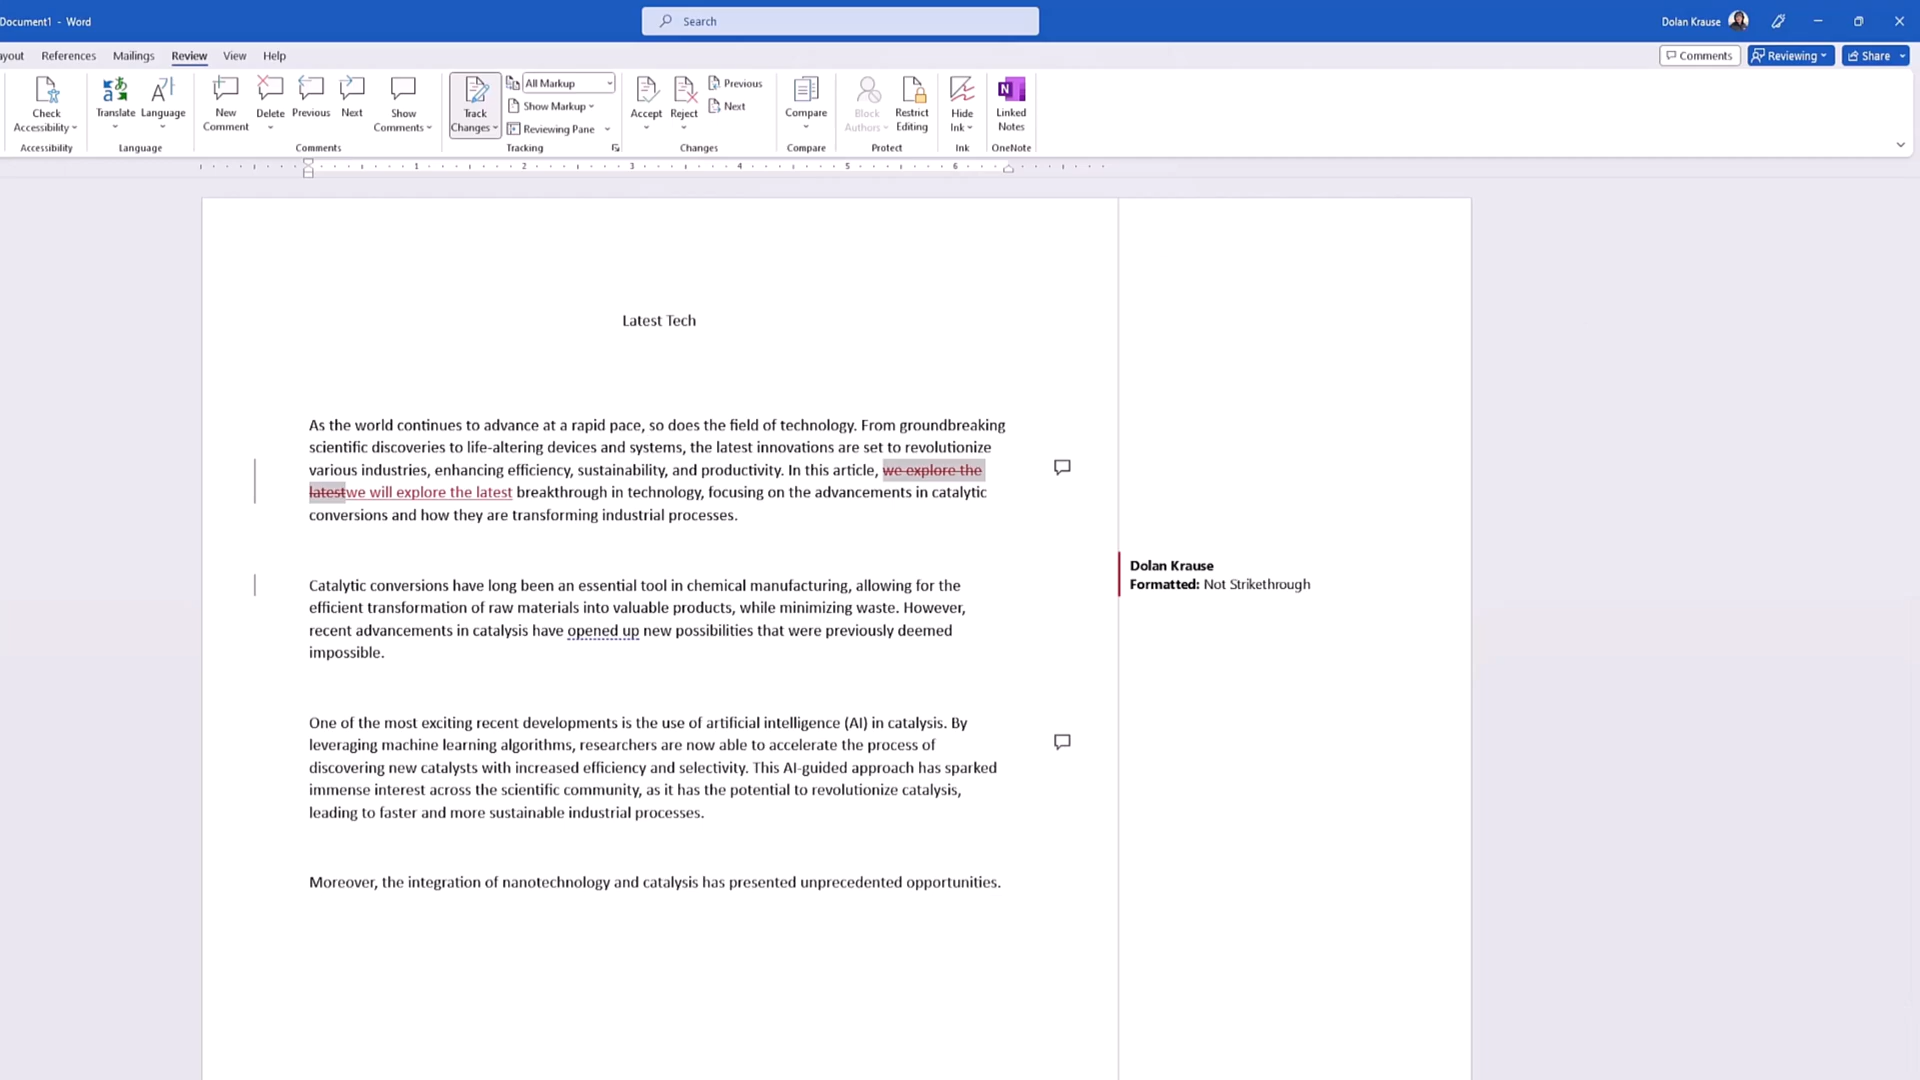 Document1 - Word
Search
Dolan Krause
ayout References Mailings Review View Help
Comments Reviewing Share
Check Accessibility
Translate
Language
New Comment
Delete
Previous
Next
Show Comments
Track Changes
All Markup
Show Markup
Reviewing Pane
Accept
Reject
Previous
Next
Compare
Block Authors
Restrict Editing
Hide Ink
N
Linked Notes
Accessibility Language Comments Tracking Changes Compare Protect Ink OneNote
1 2 3 4 5 6
Latest Tech
As the world continues to advance at a rapid pace, so does the field of technology. From groundbreaking
scientific discoveries to life-altering devices and systems, the latest innovations are set to revolutionize
various industries, enhancing efficiency, sustainability, and productivity. In this article, we explore the
latestwe will explore the latest breakthrough in technology, focusing on the advancements in catalytic
conversions and how they are transforming industrial processes.
Dolan Krause
Formatted: Not Strikethrough
Catalytic conversions have long been an essential tool in chemical manufacturing, allowing for the
efficient transformation of raw materials into valuable products, while minimizing waste. However,
recent advancements in catalysis have opened up new possibilities that were previously deemed
impossible.
One of the most exciting recent developments is the use of artificial intelligence (AI) in catalysis. By
leveraging machine learning algorithms, researchers are now able to accelerate the process of
discovering new catalysts with increased efficiency and selectivity. This AI-guided approach has sparked
immense interest across the scientific community, as it has the potential to revolutionize catalysis,
leading to faster and more sustainable industrial processes.
Moreover, the integration of nanotechnology and catalysis has presented unprecedented opportunities.